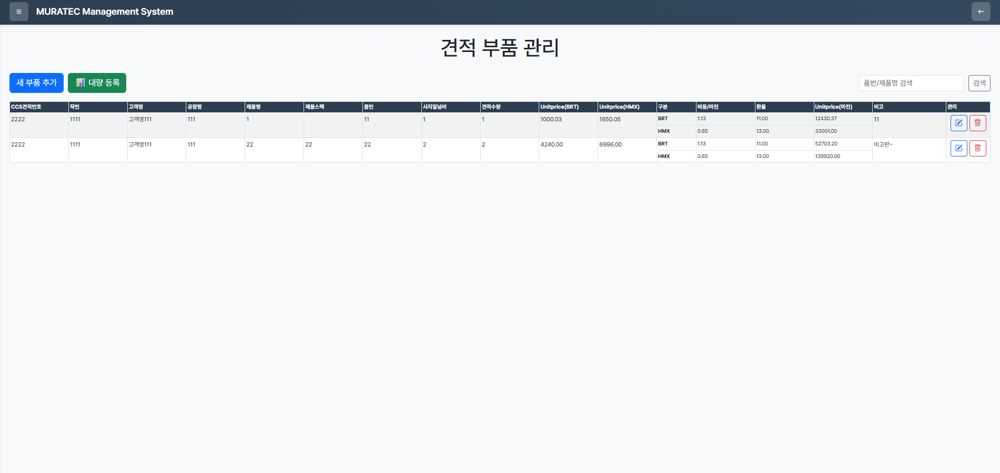 MURATEC Management System
견적 부품 관리
새 부품 추가 대량 등록 품번/제품명 검색 검색
CCS견적번호 작번 고객명 공장명 제품명 제품스펙 품번 시리얼넘버 견적수량 Unitprice(BRT) Unitprice(HMX) 구분 비용/마진 환율 Unitprice(마진) 비고 관리
2222 1111 고객명111 111 1 11 1 1 1000.03 1650.05 BRT 1.13 11.00 12430.37 11
HMX 0.65 13.00 33001.00
2222 1111 고객명111 111 22 22 22 2 2 4240.00 6996.00 BRT 1.13 11.00 52703.20 비고란~
HMX 0.65 13.00 139920.00